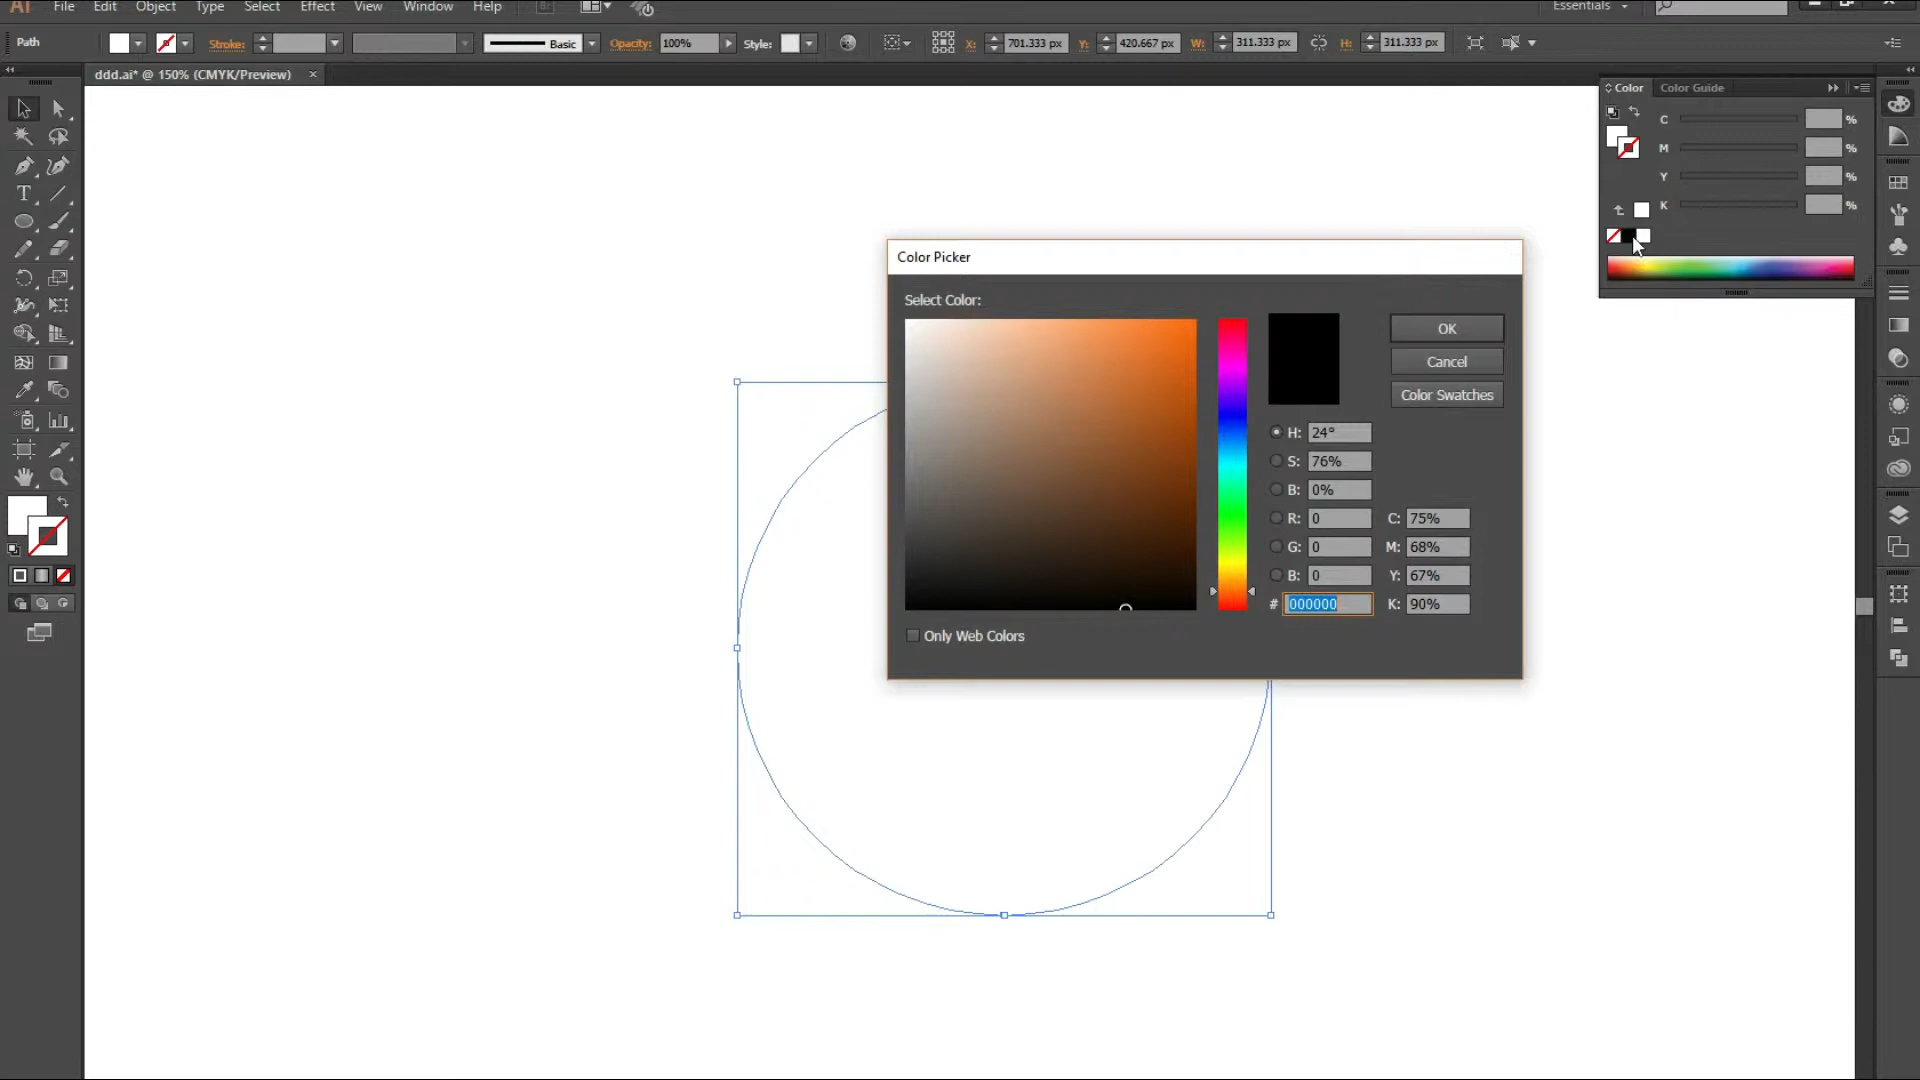 Ai File Edit Object Type Select Effect View Window Help Br Essentials
Path Stroke: Basic Opacity: 100% Style: X: 701.333 px Y: 420.667 px W: 311.333 px H: 311.333 px
ddd.ai* @ 150% (CMYK/Preview) ×
Color Color Guide
C %
M %
Y %
K %
Color Picker
Select Color:
OK
Cancel
Color Swatches
H: 24°
S: 76%
B: 0%
R: 0 C: 75%
G: 0 M: 68%
B: 0 Y: 67%
# 000000 K: 90%
Only Web Colors